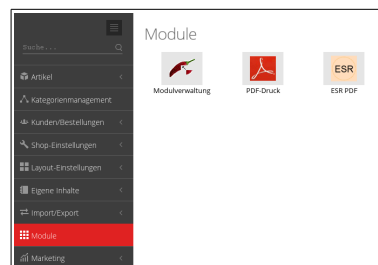 Suche...
Artikel
Kategorienmanagement
Kunden/Bestellungen
Shop-Einstellungen
Layout-Einstellungen
Eigene Inhalte
Import/Export
Module
Marketing
Module
ESR
Modulverwaltung
PDF-Druck
ESR PDF